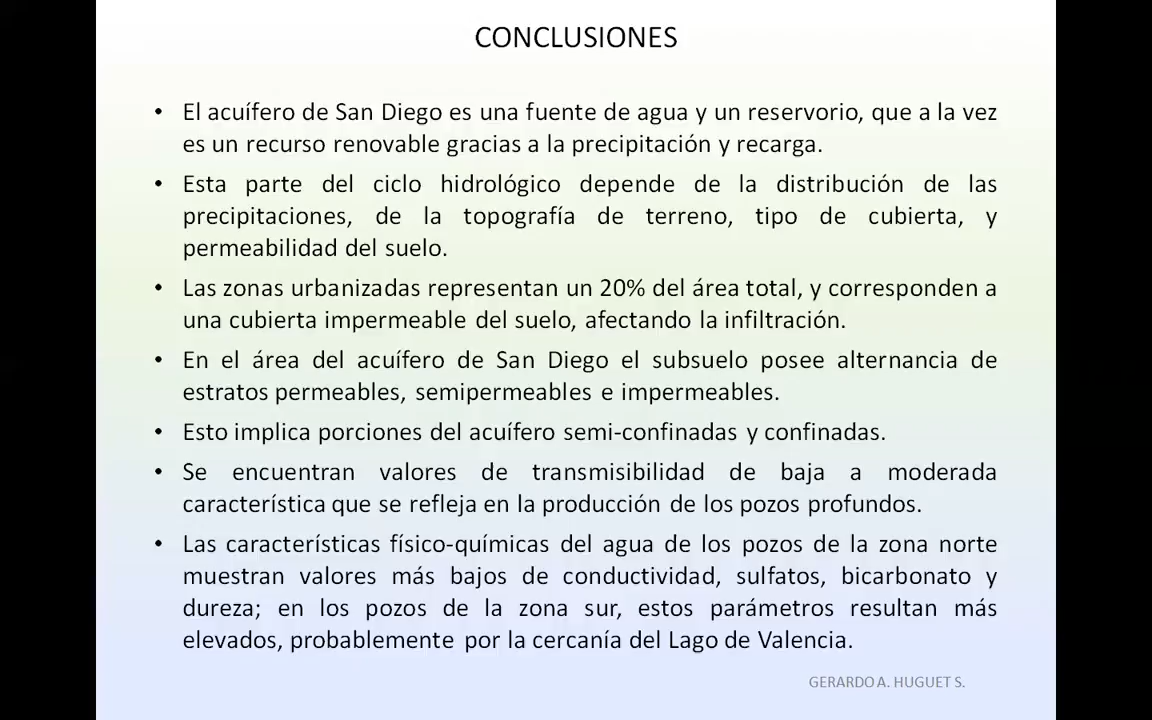 CONCLUSIONES
• El acuífero de San Diego es una fuente de agua y un reservorio, que a la vez
es un recurso renovable gracias a la precipitación y recarga.
• Esta parte del ciclo hidrológico depende de la distribución de las
precipitaciones, de la topografía de terreno, tipo de cubierta, y
permeabilidad del suelo.
• Las zonas urbanizadas representan un 20% del área total, y corresponden a
una cubierta impermeable del suelo, afectando la infiltración.
• En el área del acuífero de San Diego el subsuelo posee alternancia de
estratos permeables, semipermeables e impermeables.
• Esto implica porciones del acuífero semi-confinadas y confinadas.
• Se encuentran valores de transmisibilidad de baja a moderada
característica que se refleja en la producción de los pozos profundos.
• Las características físico-químicas del agua de los pozos de la zona norte
muestran valores más bajos de conductividad, sulfatos, bicarbonato y
dureza; en los pozos de la zona sur, estos parámetros resultan más
elevados, probablemente por la cercanía del Lago de Valencia.
GERARDO A. HUGUET S.